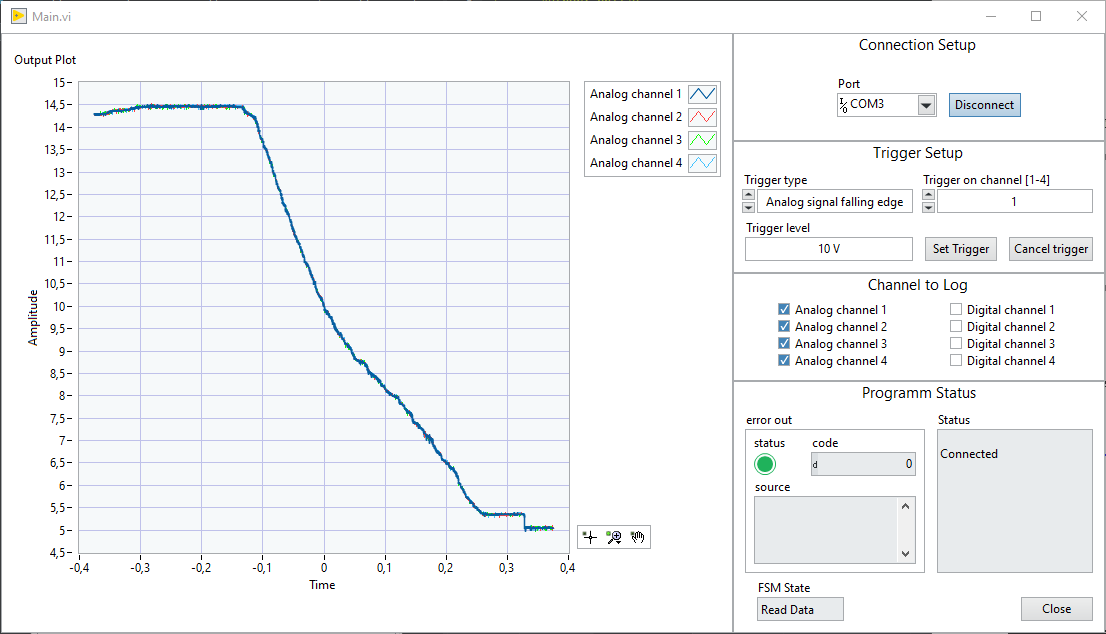 Main.vi
Output Plot
Amplitude
15
14,5
14
13,5
13
12,5
12
11,5
11
10,5
10
9,5
9
8,5
8
7,5
7
6,5
6
5,5
5
4,5
-0,4 -0,3 -0,2 -0,1 0 0,1 0,2 0,3 0,4
Time
Analog channel 1
Analog channel 2
Analog channel 3
Analog channel 4
Connection Setup
Port
I/O COM3 Disconnect
Trigger Setup
Trigger type Trigger on channel [1-4]
Analog signal falling edge 1
Trigger level
10 V Set Trigger Cancel trigger
Channel to Log
Analog channel 1 Digital channel 1
Analog channel 2 Digital channel 2
Analog channel 3 Digital channel 3
Analog channel 4 Digital channel 4
Programm Status
error out
status code
d 0
source
Status
Connected
FSM State
Read Data
Close